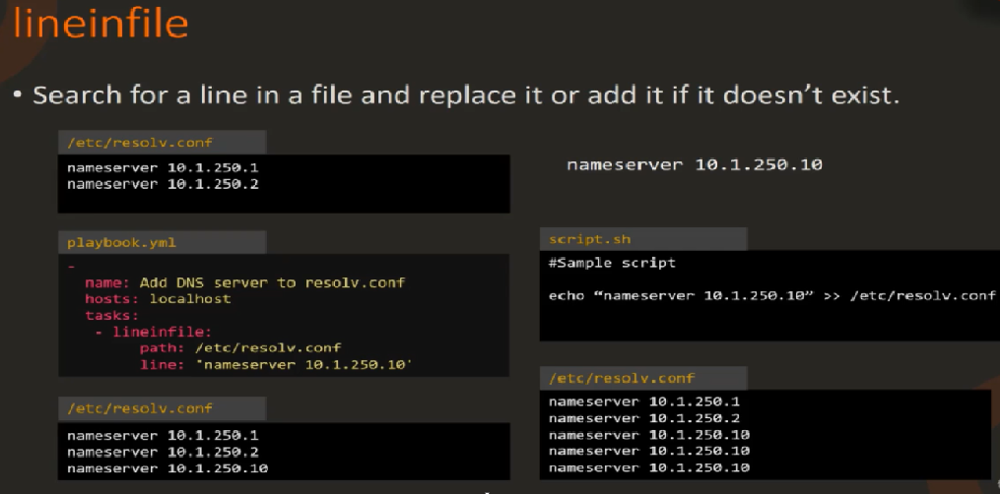 lineinfile
• Search for a line in a file and replace it or add it if it doesn’t exist.
/etc/resolv.conf
nameserver 10.1.250.1
nameserver 10.1.250.2
playbook.yml
-
name: Add DNS server to resolv.conf
hosts: localhost
tasks:
- lineinfile:
path: /etc/resolv.conf
line: 'nameserver 10.1.250.10'
/etc/resolv.conf
nameserver 10.1.250.1
nameserver 10.1.250.2
nameserver 10.1.250.10
nameserver 10.1.250.10
script.sh
#Sample script
echo “nameserver 10.1.250.10” >> /etc/resolv.conf
/etc/resolv.conf
nameserver 10.1.250.1
nameserver 10.1.250.2
nameserver 10.1.250.10
nameserver 10.1.250.10
nameserver 10.1.250.10